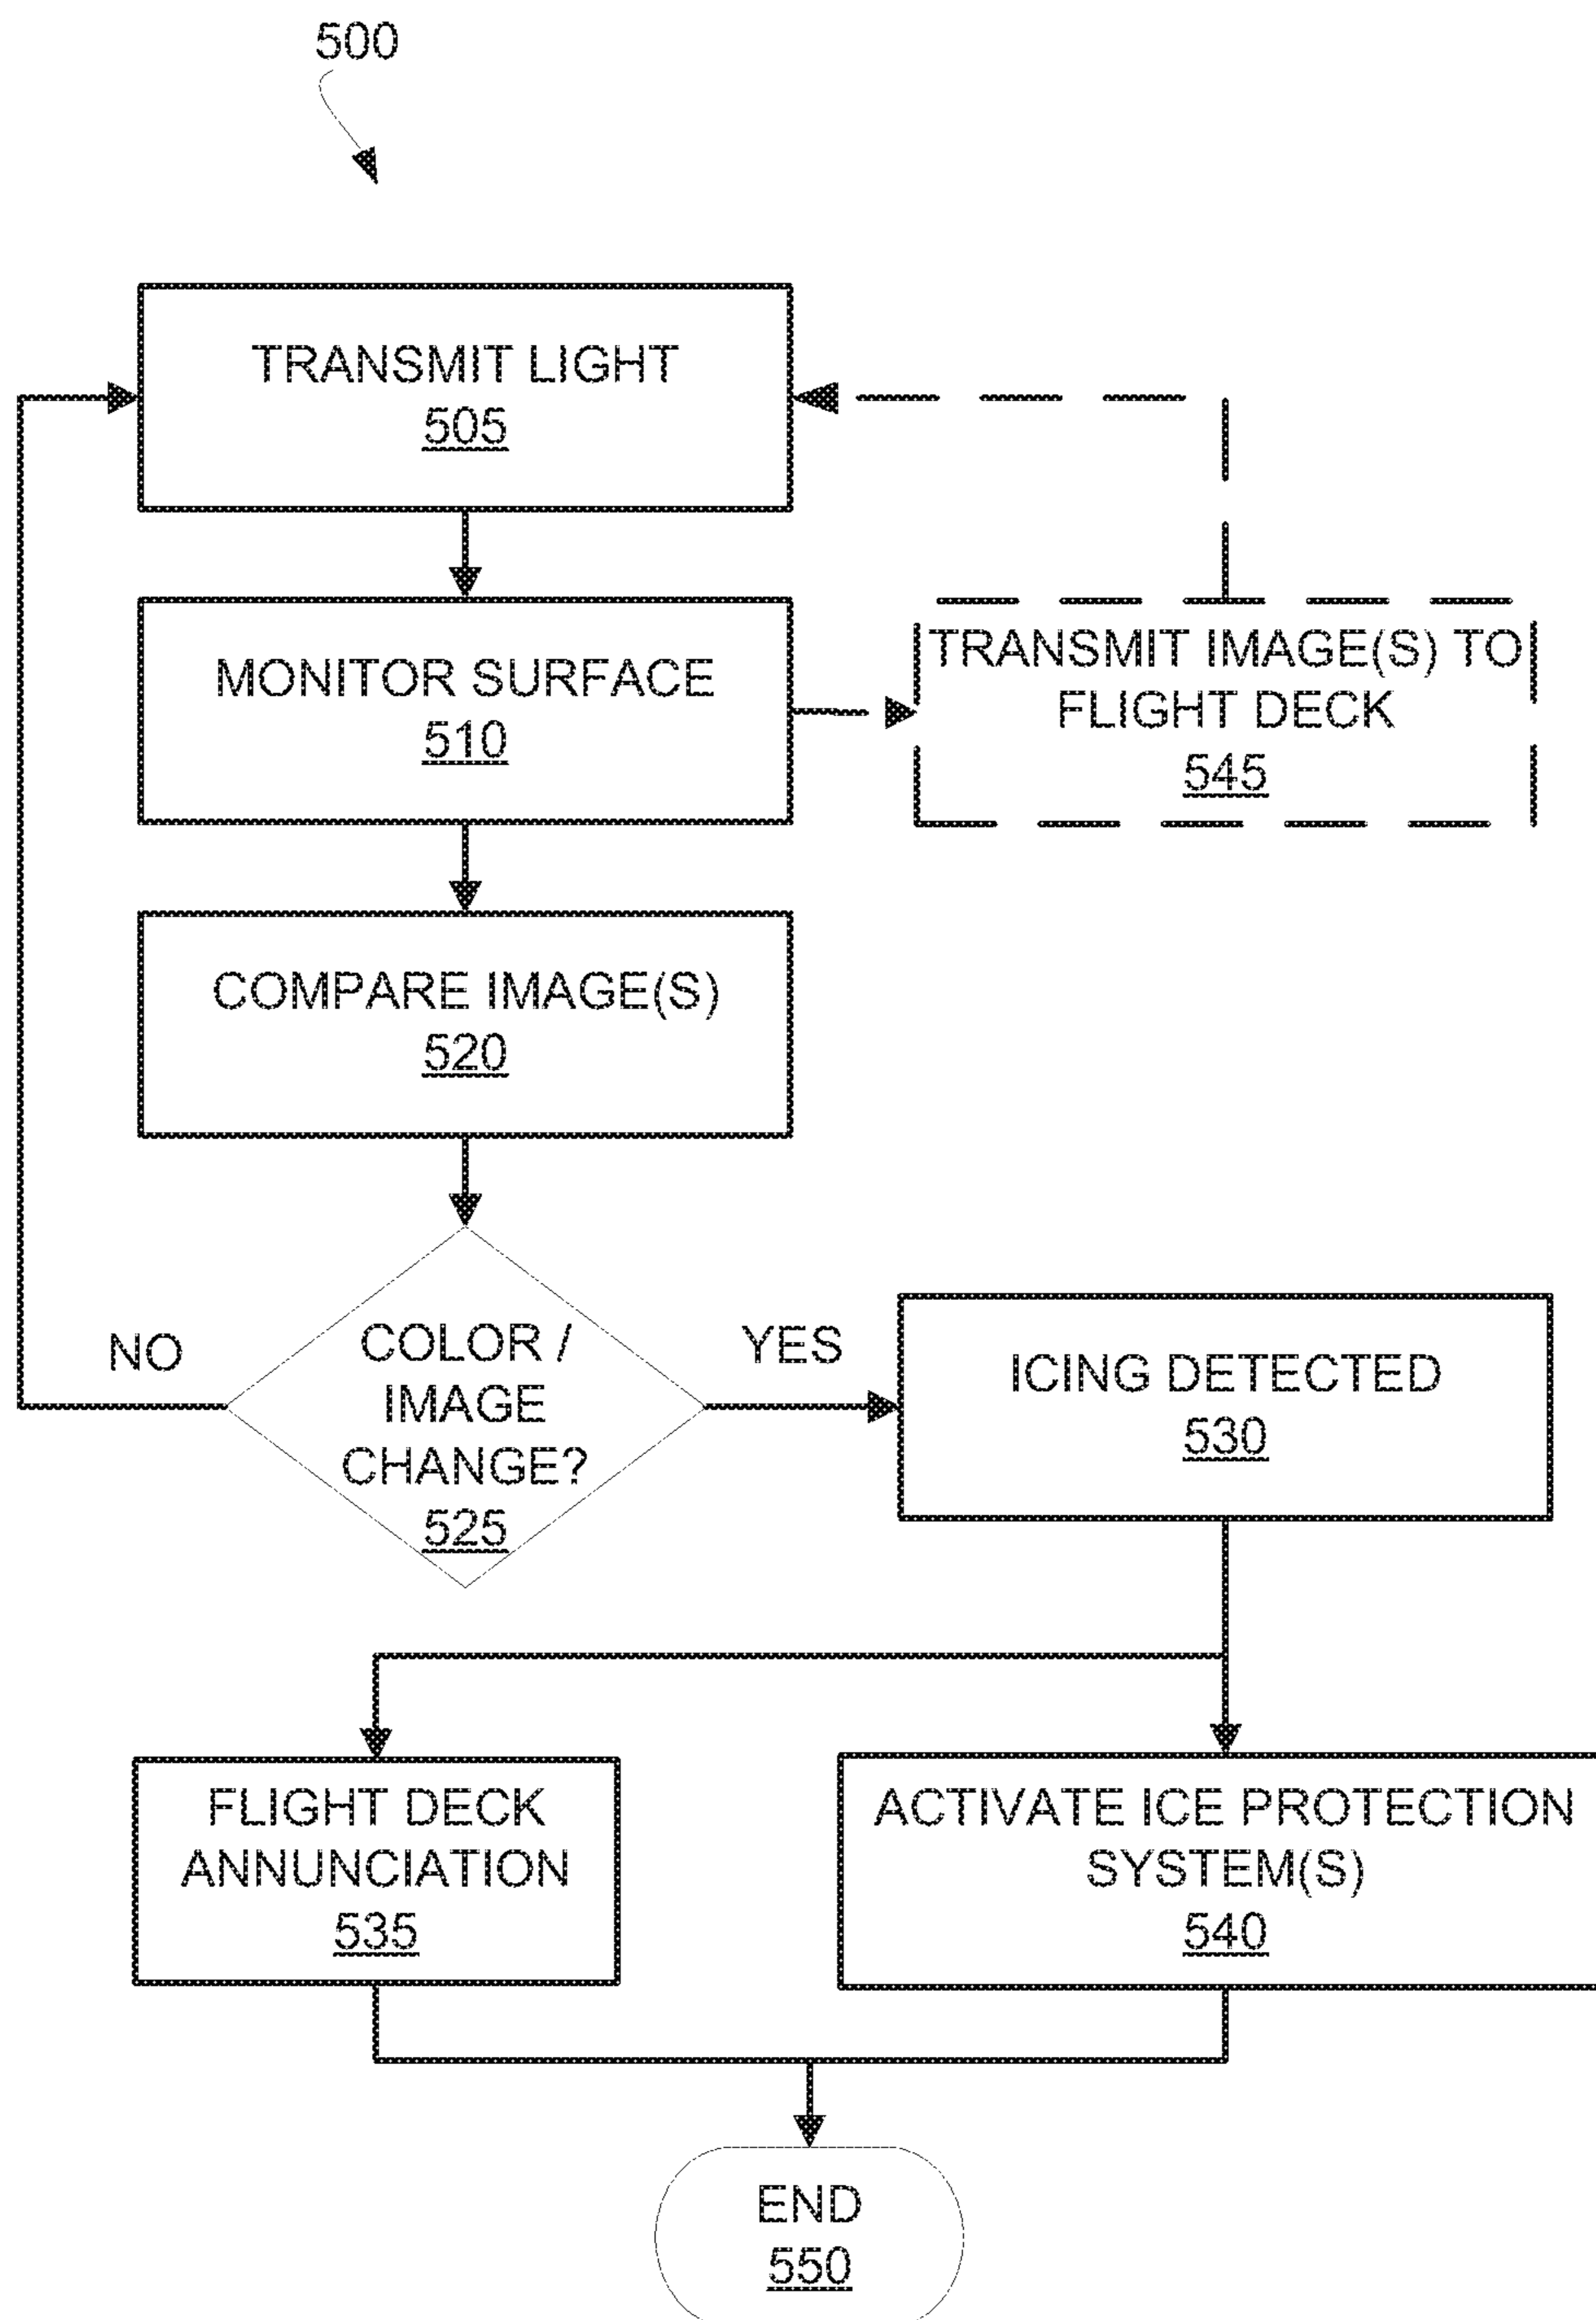 500
TRANSMIT LIGHT
505
MONITOR SURFACE
510
TRANSMIT IMAGE(S) TO
FLIGHT DECK
545
COMPARE IMAGE(S)
520
NO
COLOR /
IMAGE
CHANGE?
525
YES
ICING DETECTED
530
FLIGHT DECK
ANNUNCIATION
535
ACTIVATE ICE PROTECTION
SYSTEM(S)
540
END
550